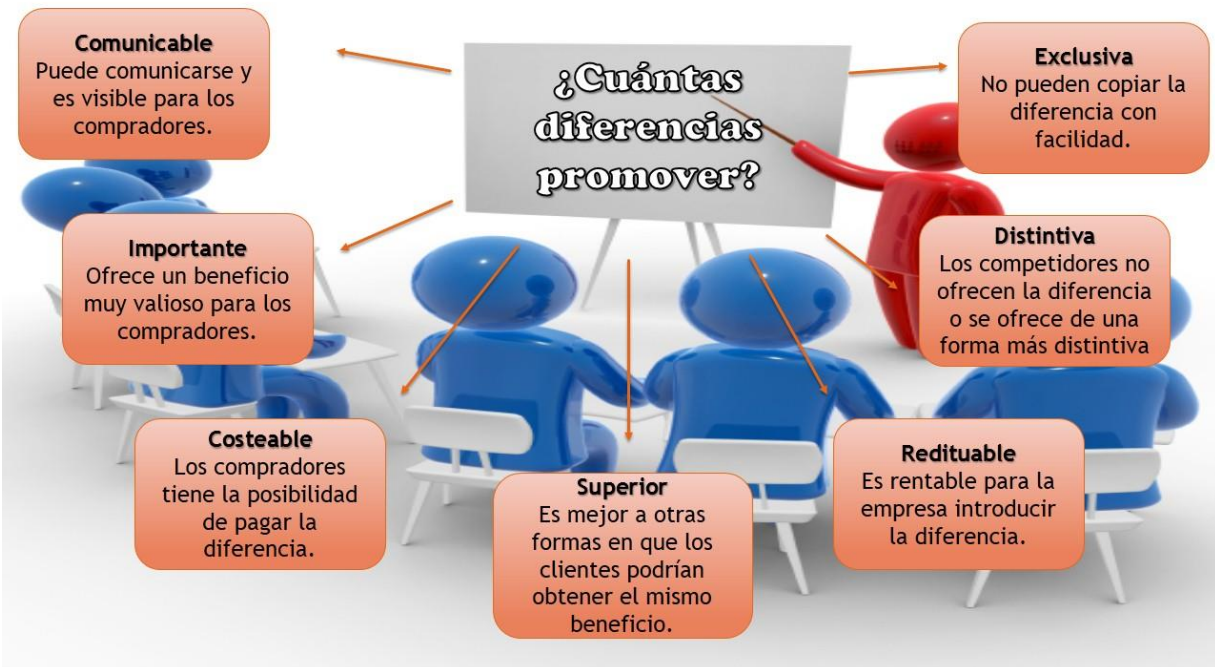 ¿Cuántas
diferencias
promover?
Comunicable
Puede comunicarse y
es visible para los
compradores.
Exclusiva
No pueden copiar la
diferencia con
facilidad.
Importante
Ofrece un beneficio
muy valioso para los
compradores.
Distintiva
Los competidores no
ofrecen la diferencia
o se ofrece de una
forma más distintiva
Costeable
Los compradores
tiene la posibilidad
de pagar la
diferencia.
Superior
Es mejor a otras
formas en que los
clientes podrían
obtener el mismo
beneficio.
Redituable
Es rentable para la
empresa introducir
la diferencia.